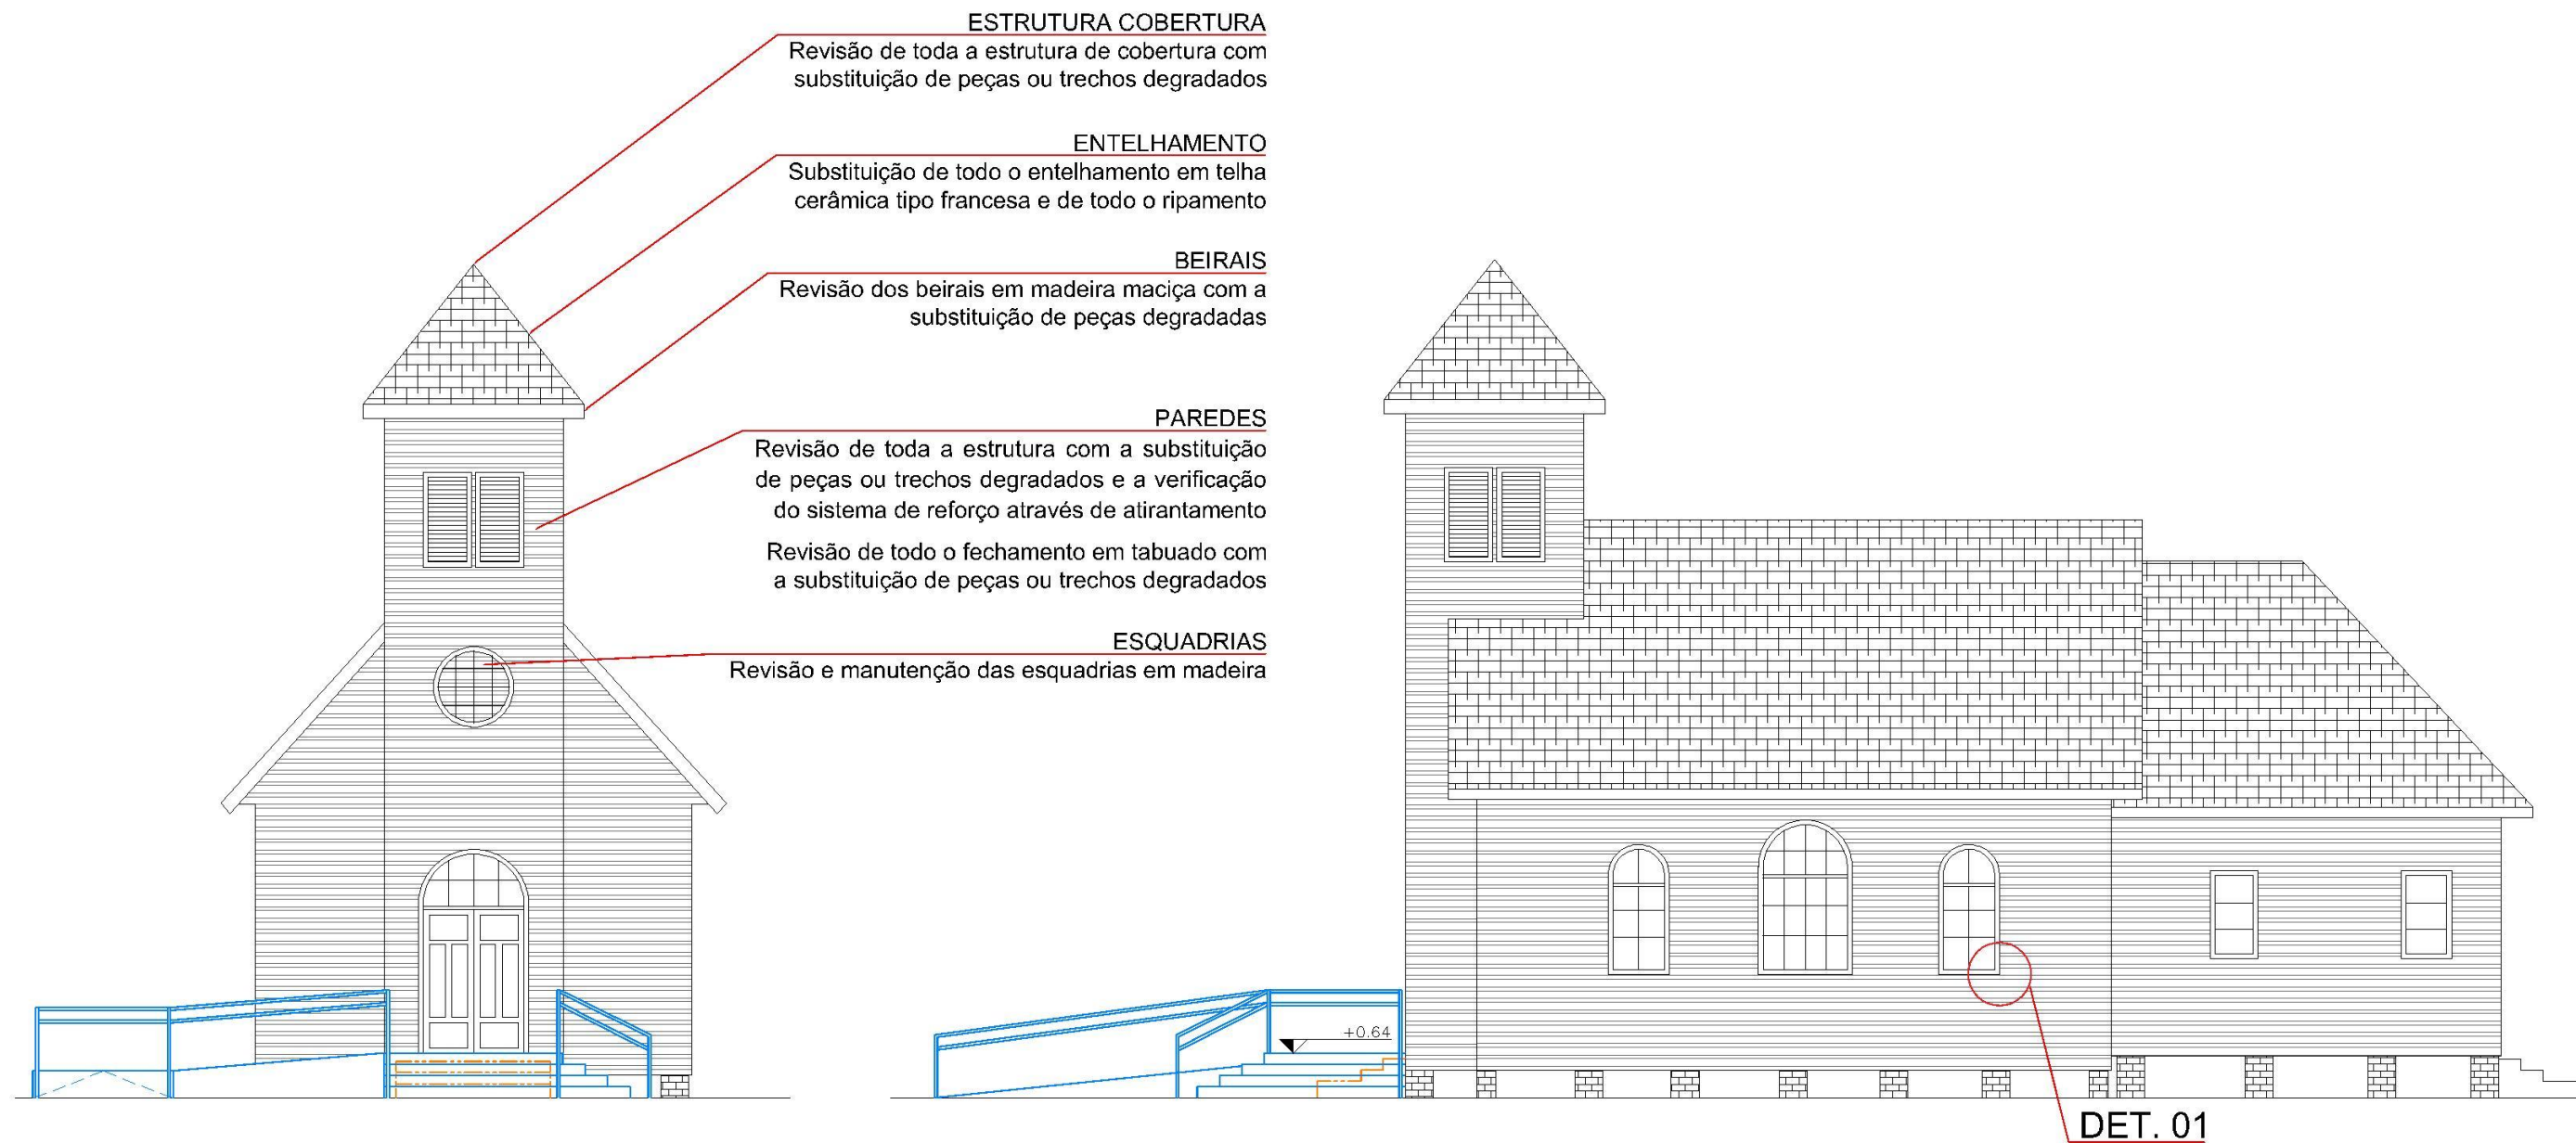 ESTRUTURA COBERTURA
Revisão de toda a estrutura de cobertura com
substituição de peças ou trechos degradados
ENTELHAMENTO
Substituição de todo o entelhamento em telha
cerâmica tipo francesa e de todo o ripamento
BEIRAIS
Revisão dos beirais em madeira maciça com a
substituição de peças degradadas
PAREDES
Revisão de toda a estrutura com a substituição
de peças ou trechos degradados e a verificação
do sistema de reforço através de atirantamento
Revisão de todo o fechamento em tabuado com
a substituição de peças ou trechos degradados
ESQUADRIAS
Revisão e manutenção das esquadrias em madeira
+0.64
DET. 01